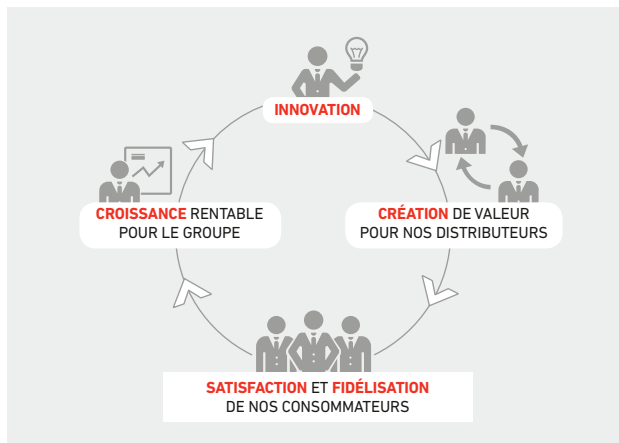 INNOVATION
CRÉATION DE VALEUR
POUR NOS DISTRIBUTEURS
SATISFACTION ET FIDÉLISATION
DE NOS CONSOMMATEURS
CROISSANCE RENTABLE
POUR LE GROUPE